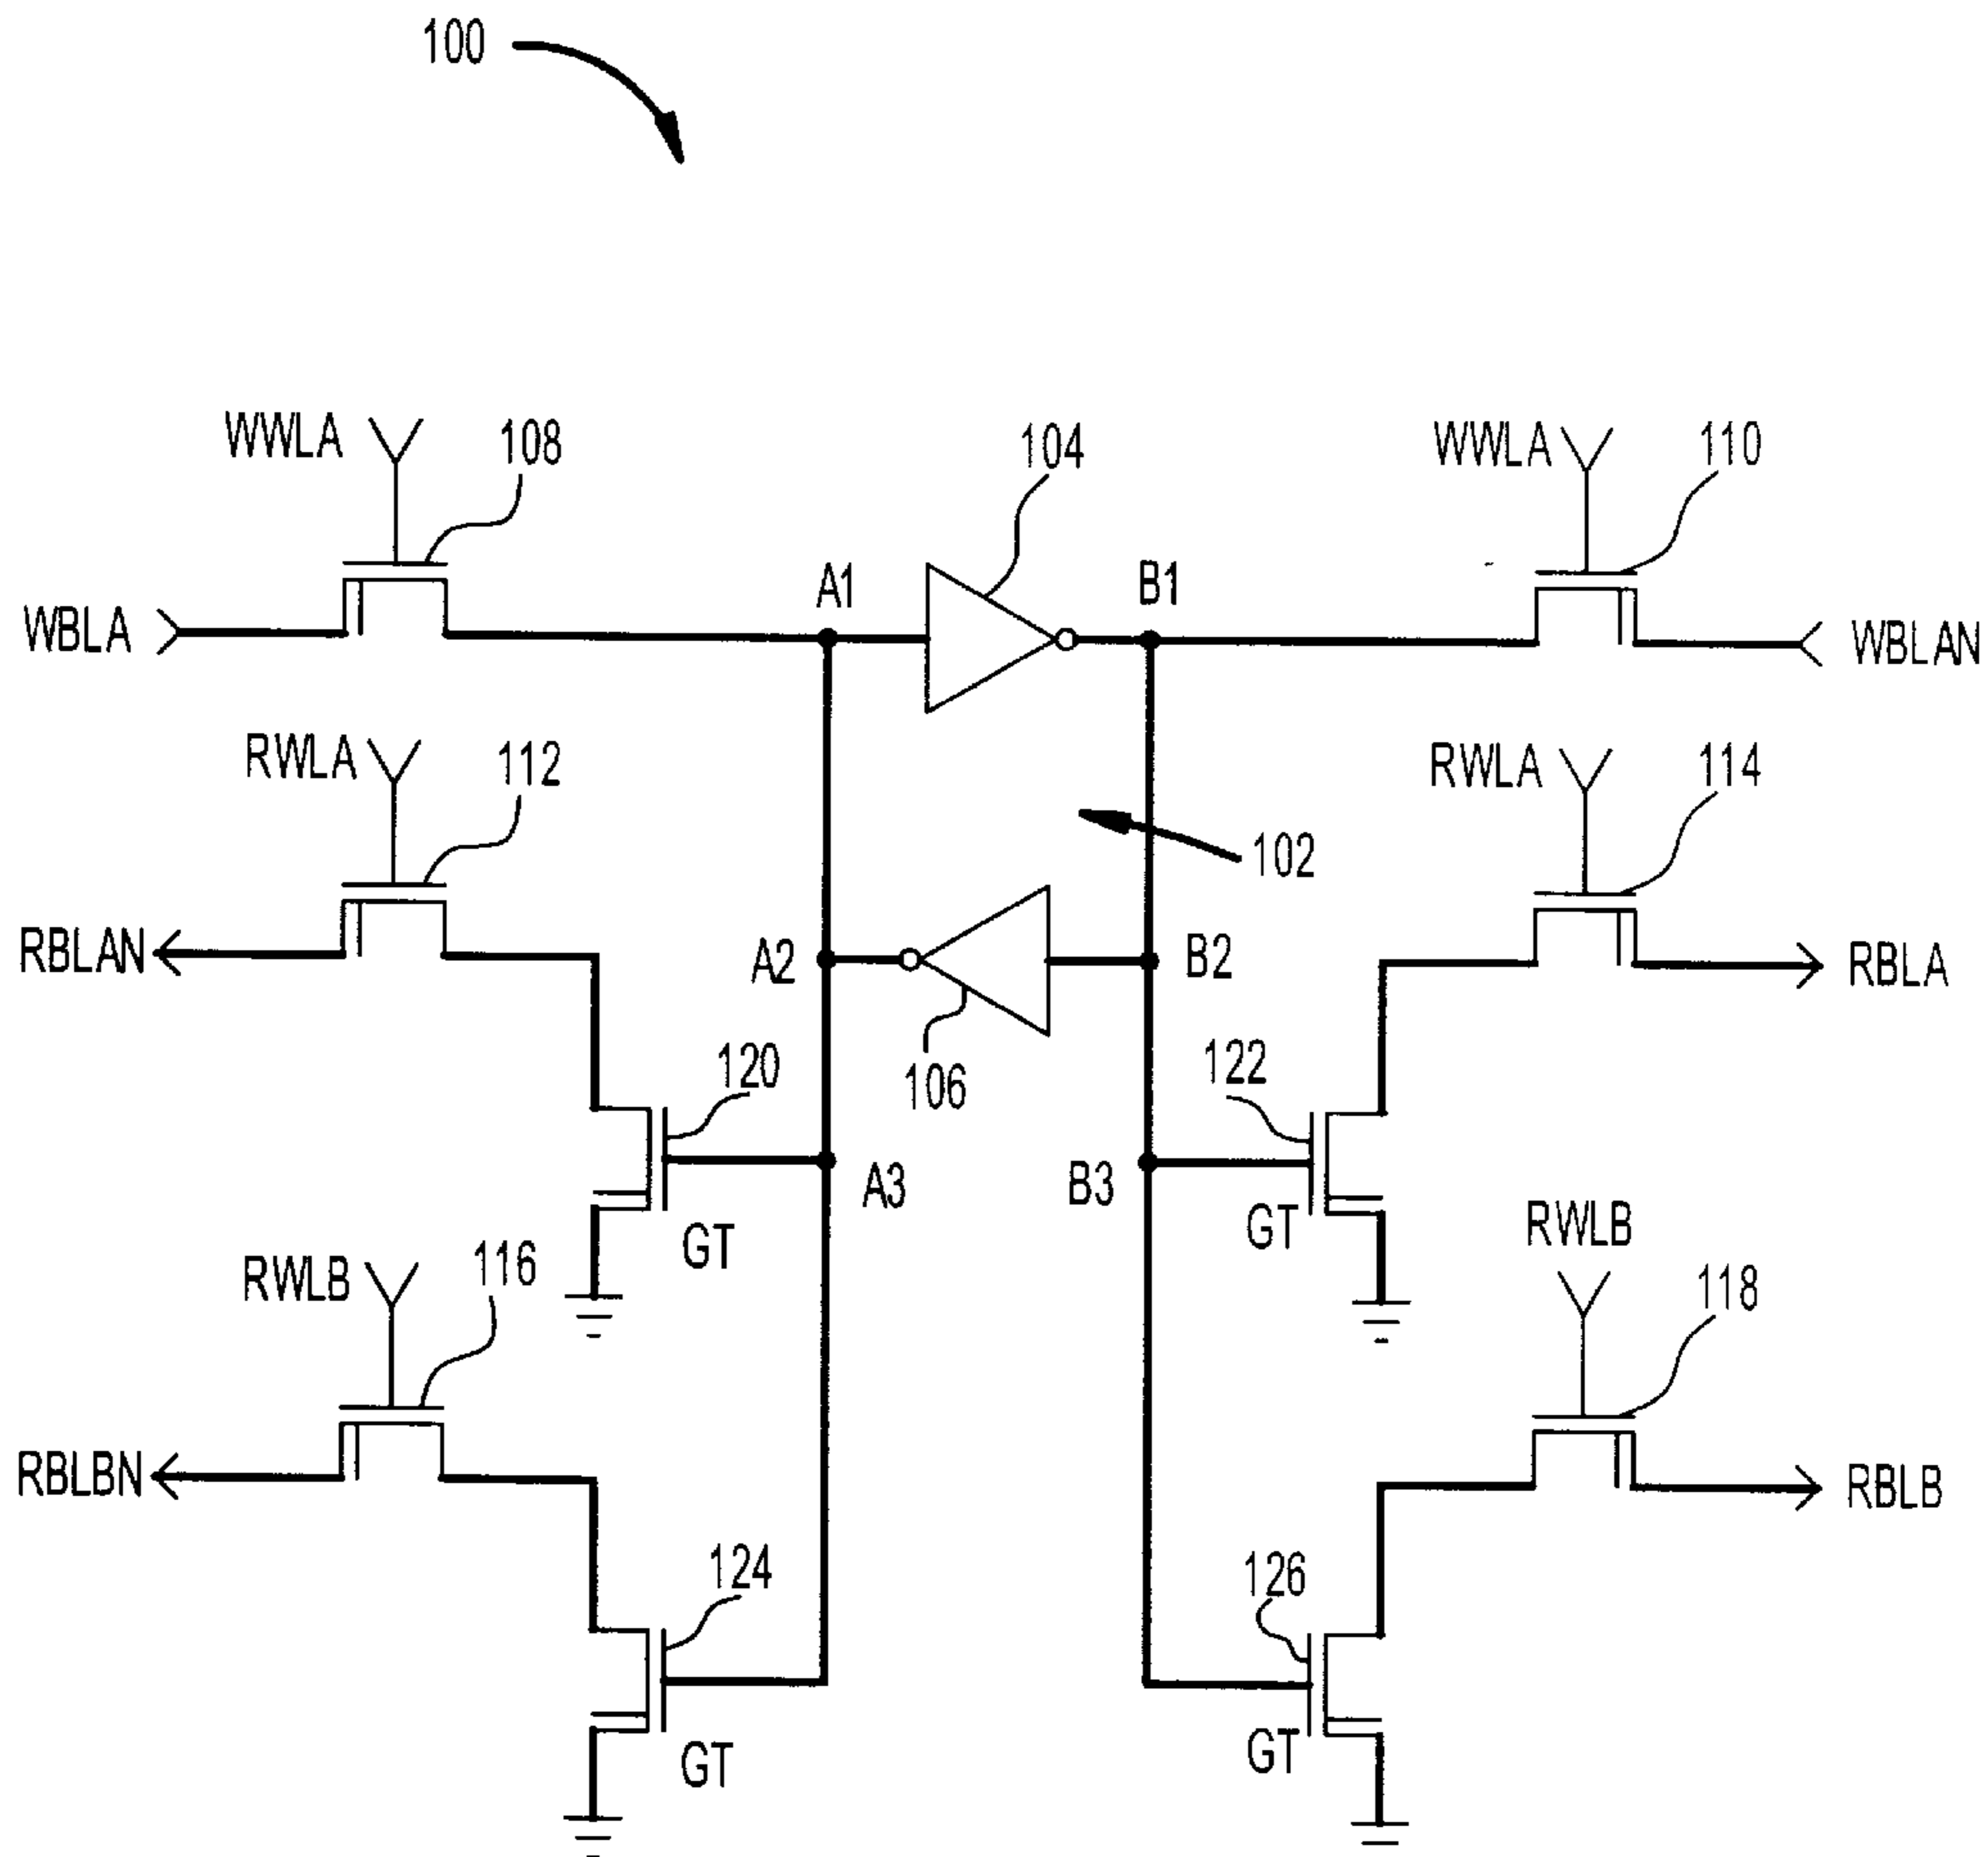 100
WWLA
108
104
WWLA
110
WBLA
A1
B1
WBLAN
RWLA
112
RWLA
114
102
RBLAN
A2
B2
RBLA
120
106
122
A3
B3
GT
GT
RWLB
116
RWLB
118
RBLBN
RBLB
124
126
GT
GT